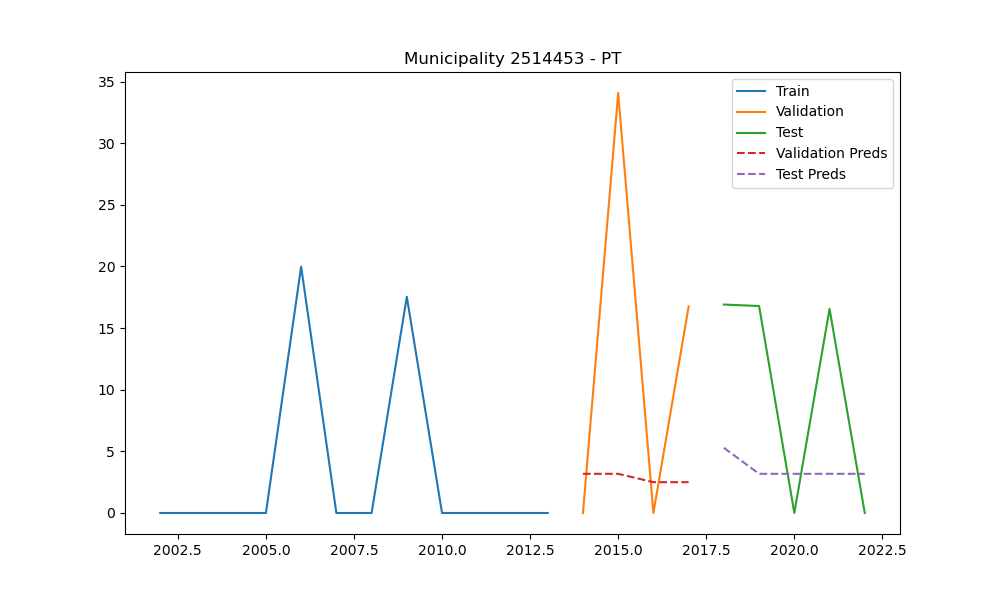 Municipality 2514453 - PT
35
30
25
20
15
10
5
0
Train
Validation
Test
Validation Preds
Test Preds
2002.5 2005.0 2007.5 2010.0 2012.5 2015.0 2017.5 2020.0 2022.5